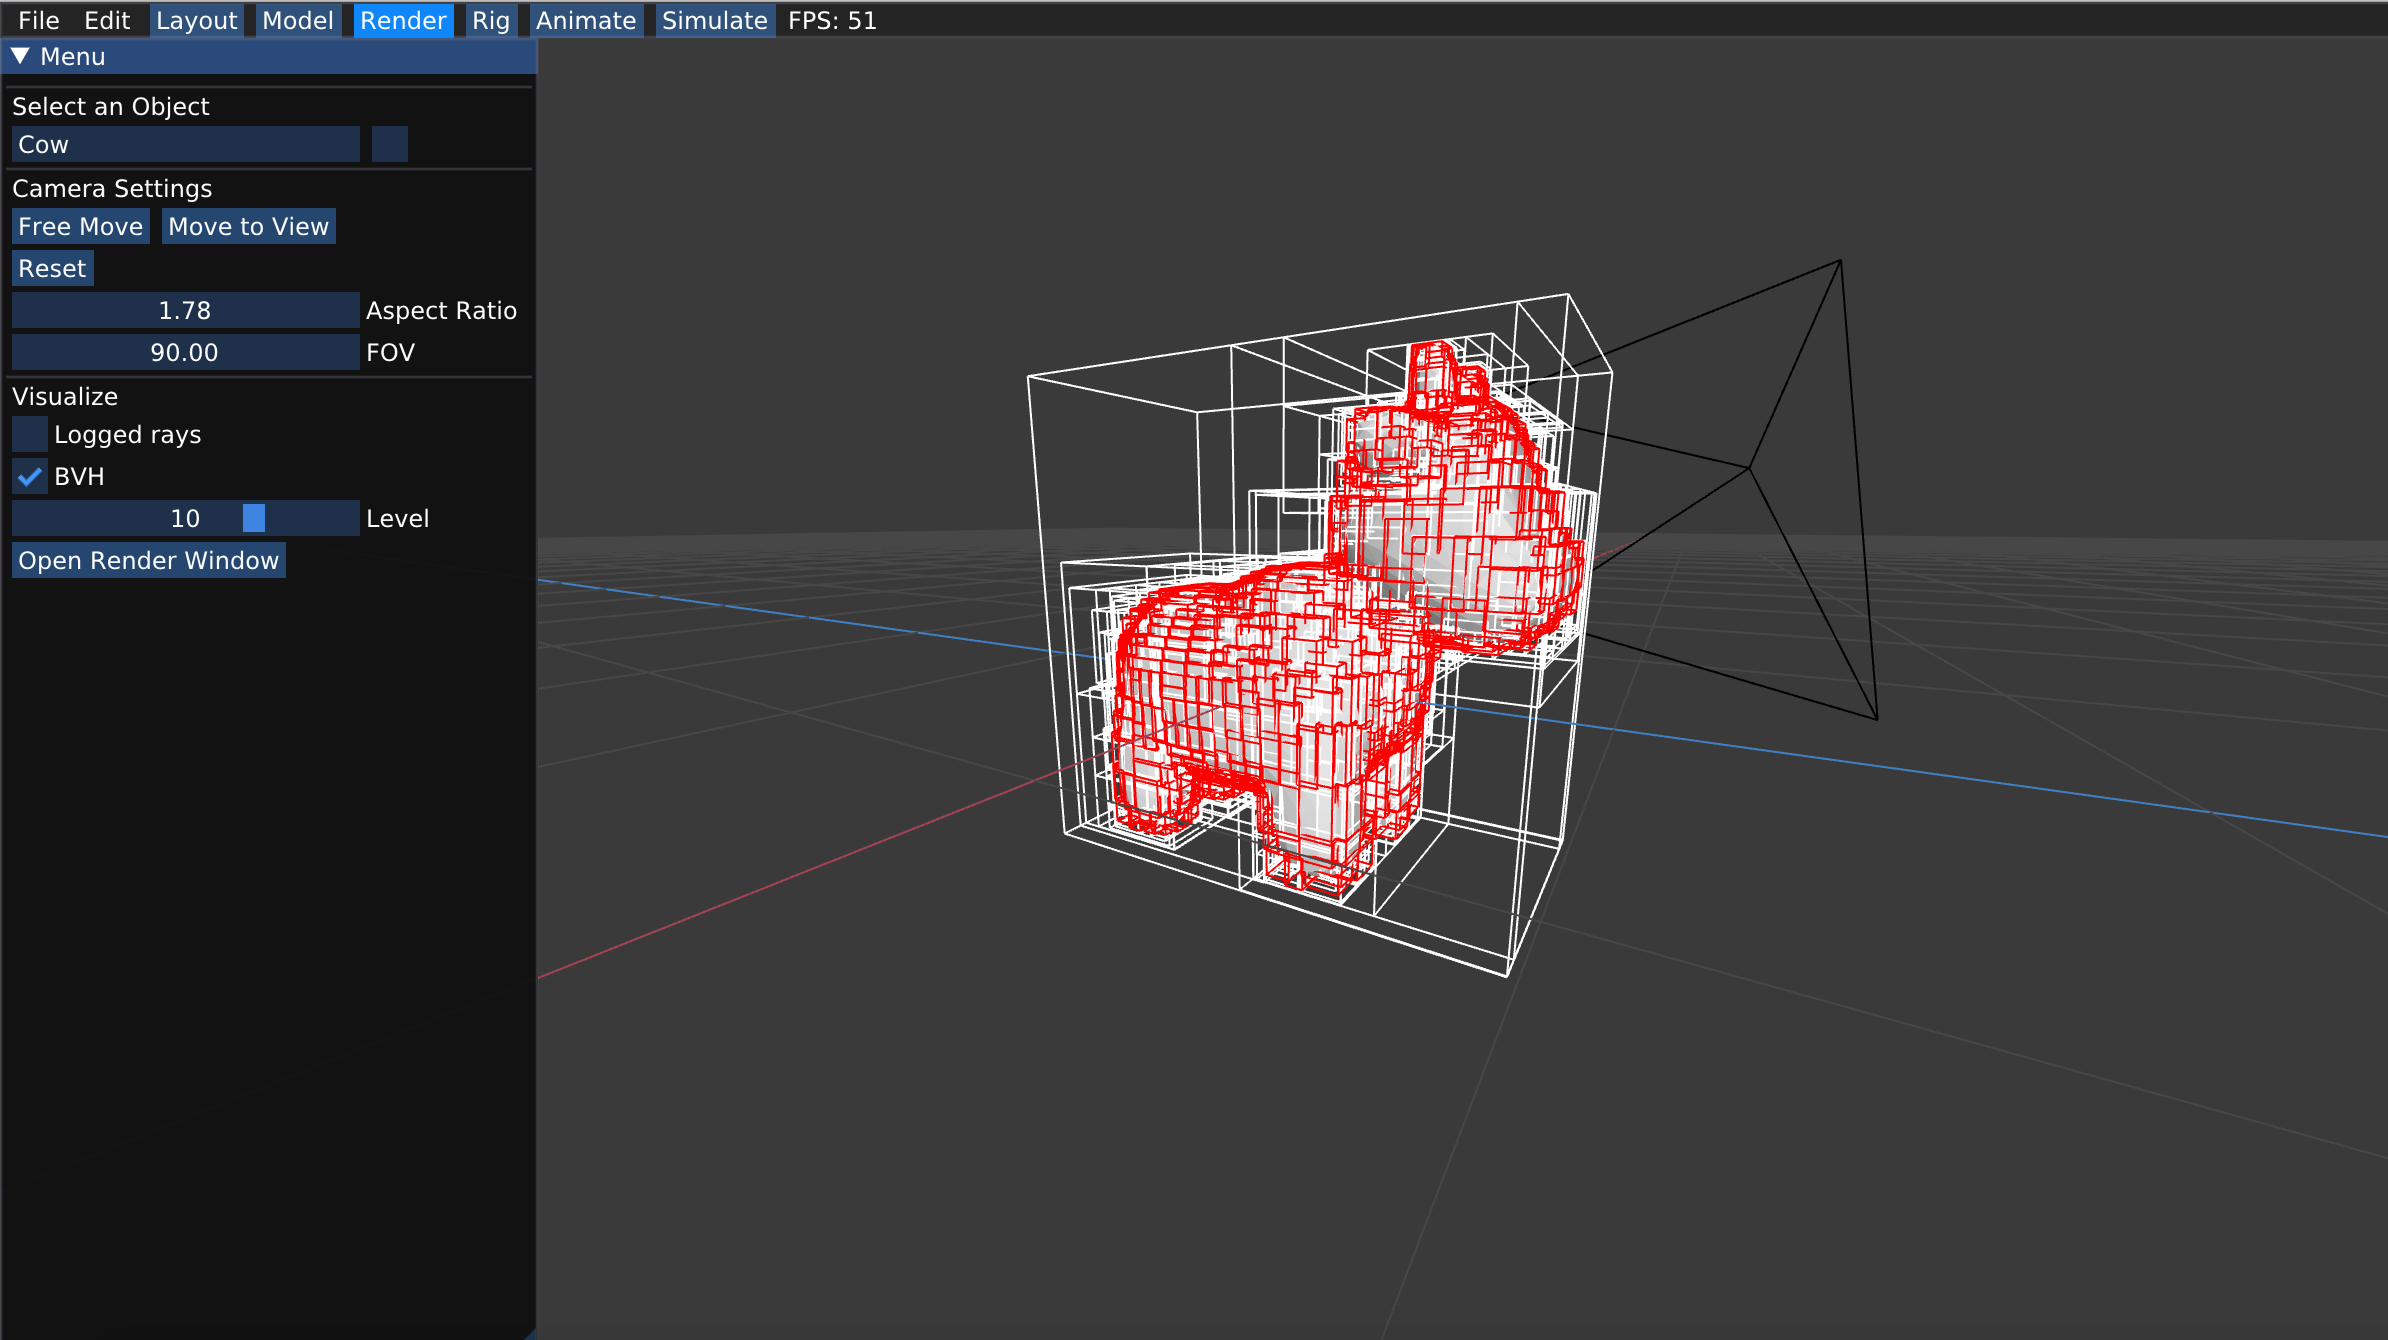 File Edit Layout Model Render Rig Animate Simulate FPS: 51
Menu
Select an Object
Cow
Camera Settings
Free Move Move to View
Reset
1.78 Aspect Ratio
90.00 FOV
Visualize
Logged rays
BVH
10 Level
Open Render Window